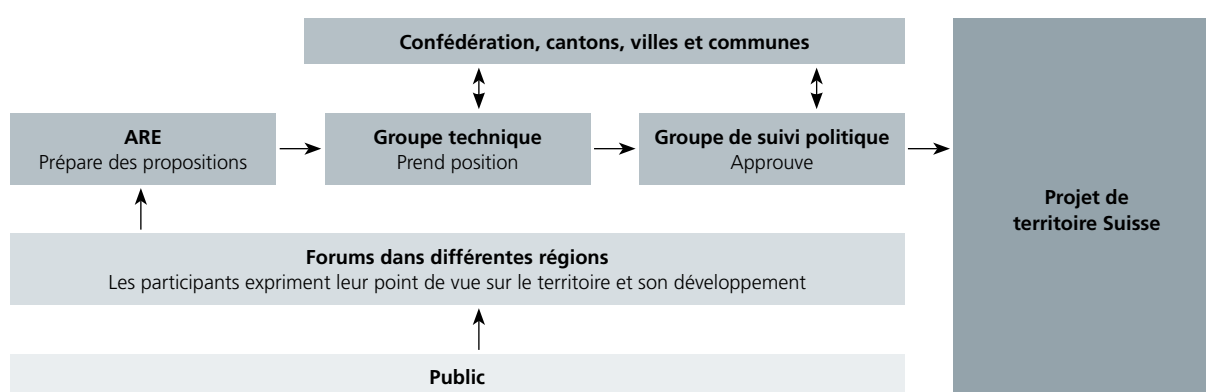 Confédération, cantons, villes et communes
ARE
Prépare des propositions
Groupe technique
Prend position
Groupe de suivi politique
Approuve
Projet de
territoire Suisse
Forums dans différentes régions
Les participants expriment leur point de vue sur le territoire et son développement
Public